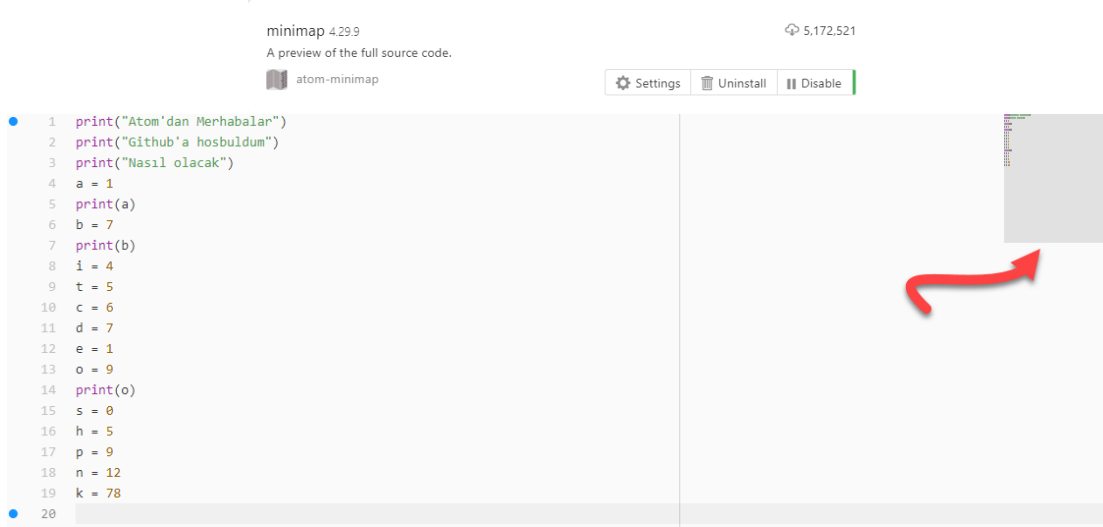 minimap 4.29.9
5,172,521
A preview of the full source code.
atom-minimap
Settings
Uninstall
Disable
1 print("Atom'dan Merhabalar")
2 print("Github'a hosbuldum")
3 print("Nasıl olacak")
4 a = 1
5 print(a)
6 b = 7
7 print(b)
8 i = 4
9 t = 5
10 c = 6
11 d = 7
12 e = 1
13 o = 9
14 print(o)
15 s = 0
16 h = 5
17 p = 9
18 n = 12
19 k = 78
20